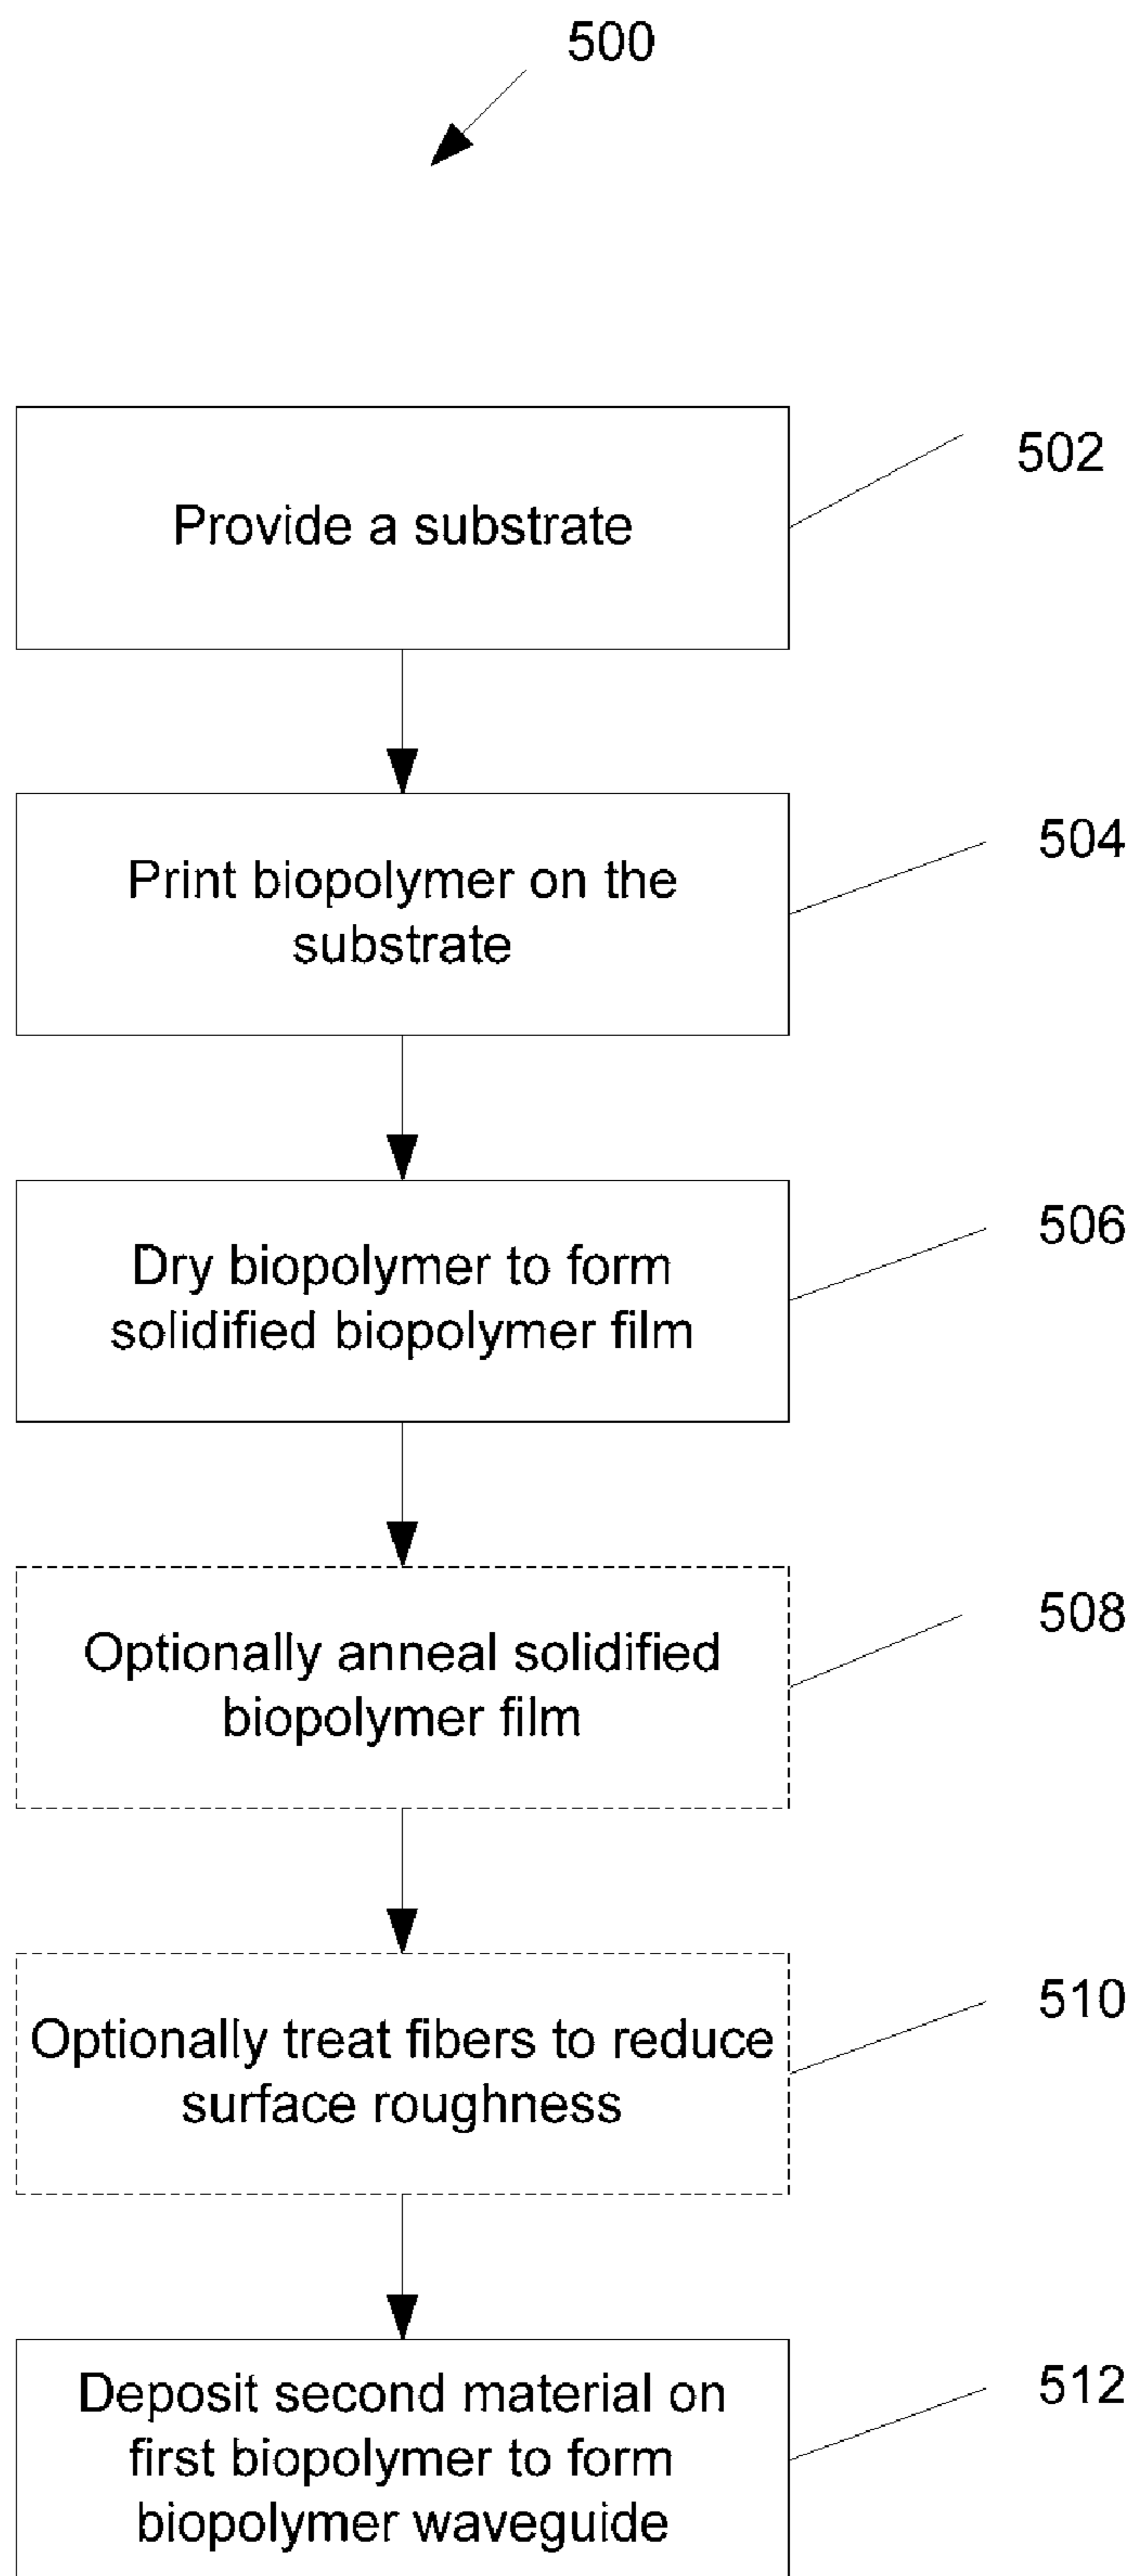 500
Provide a substrate
502
Print biopolymer on the
substrate
504
Dry biopolymer to form
solidified biopolymer film
506
Optionally anneal solidified
biopolymer film
508
Optionally treat fibers to reduce
surface roughness
510
Deposit second material on
first biopolymer to form
biopolymer waveguide
512